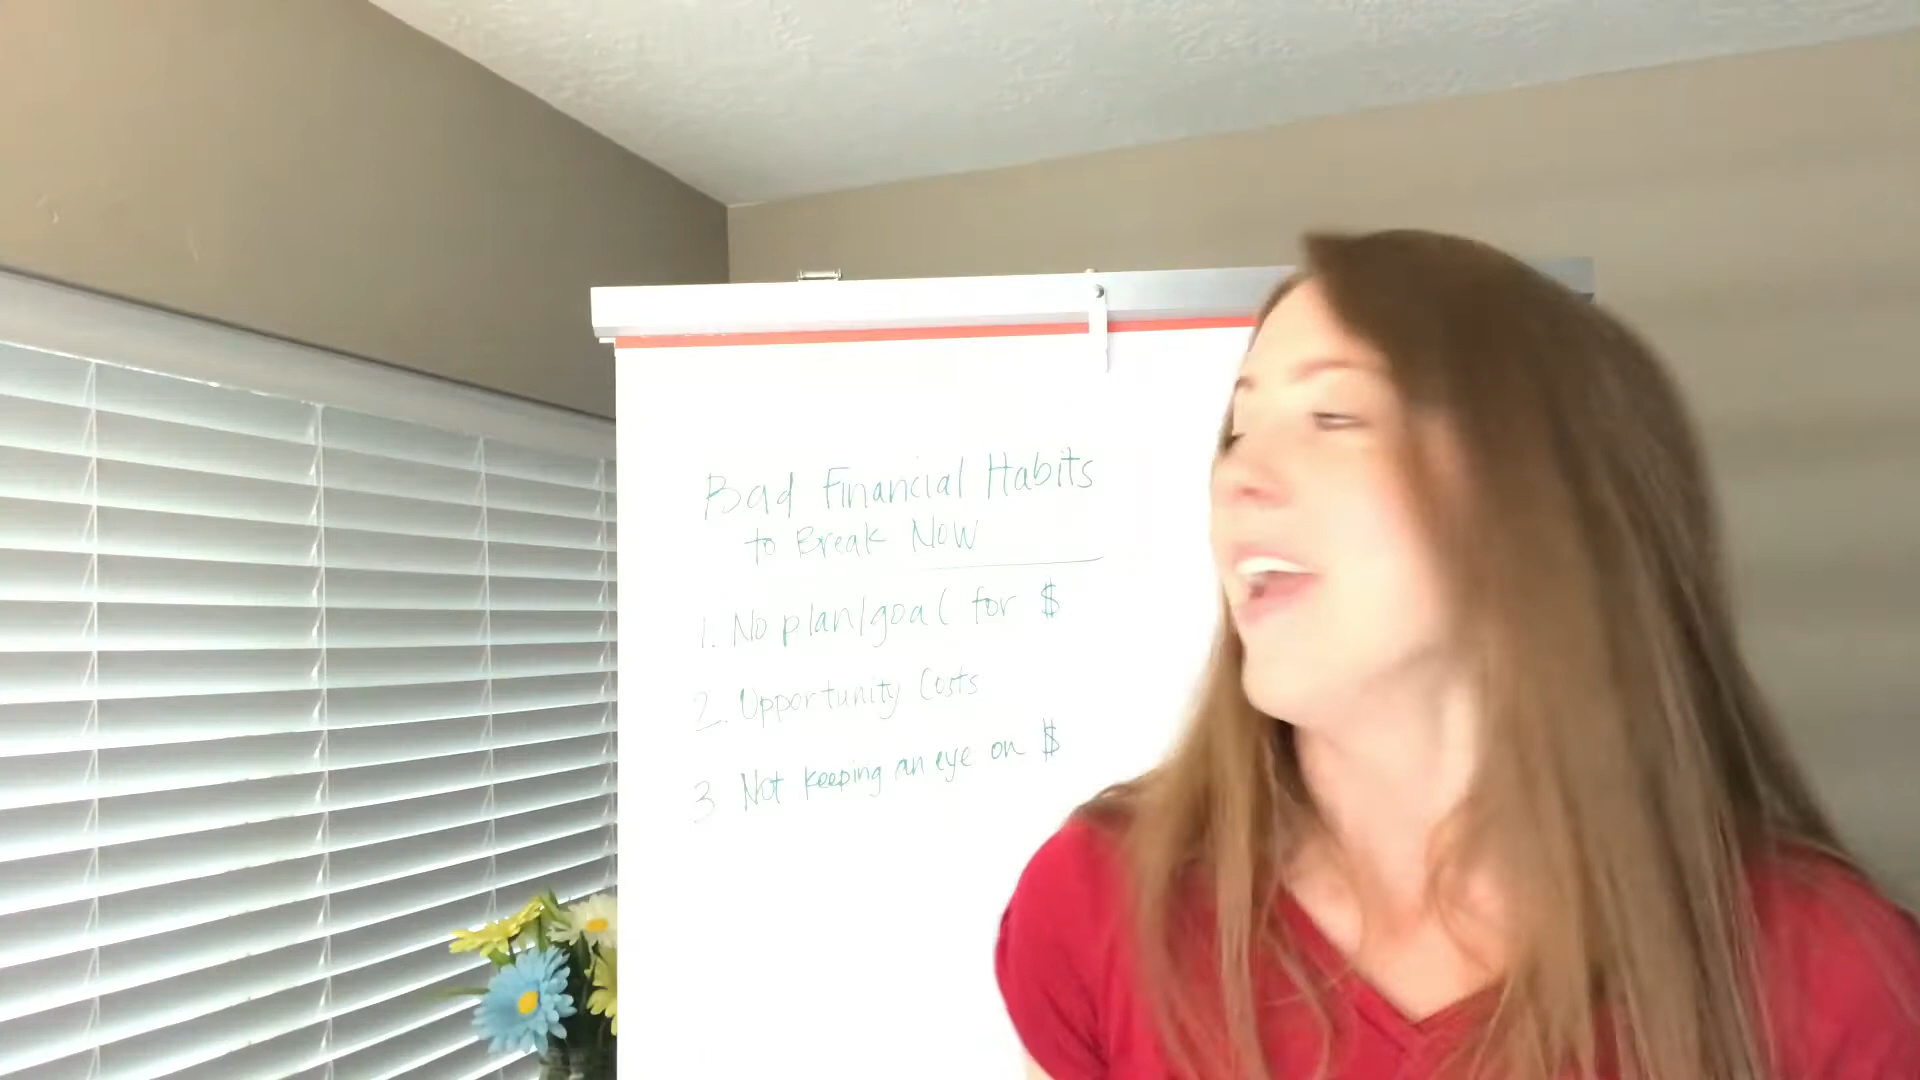 Bad Financial Habits
to Break Now
1. No plan/goal for $
2. Opportunity Costs
3 Not keeping an eye on $